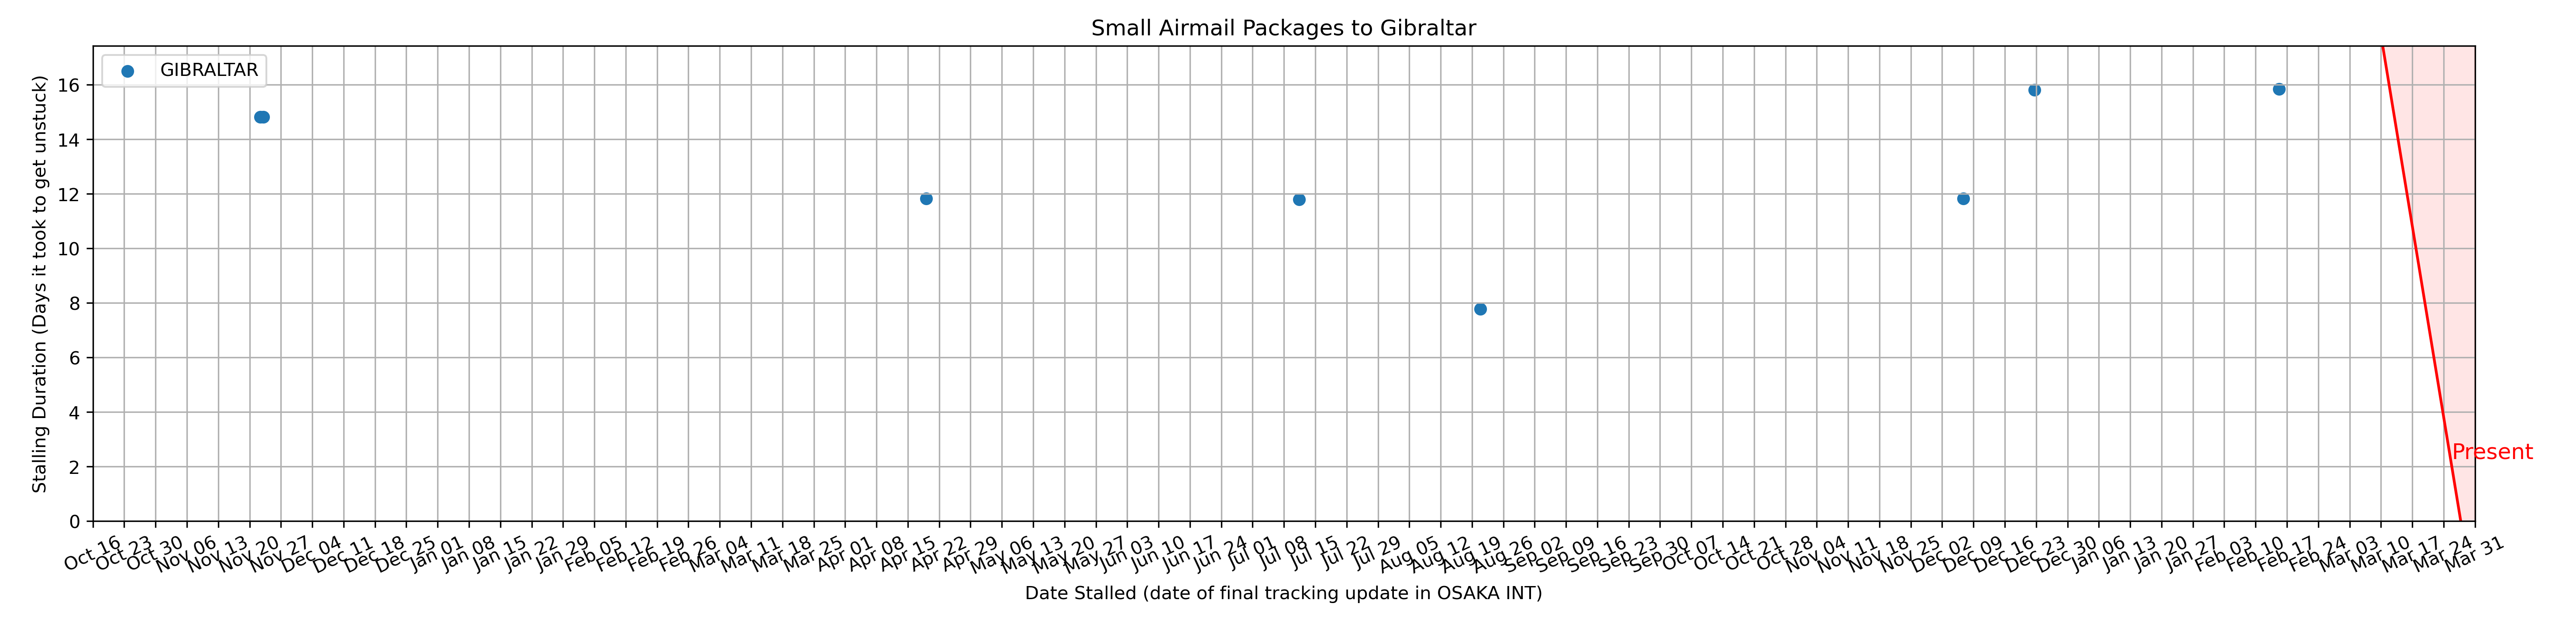 Small Airmail Packages to Gibraltar
GIBRALTAR
Stalling Duration (Days it took to get unstuck)
16
14
12
10
8
6
4
2
0
Present
Oct 16 Oct 23 Oct 30 Nov 06 Nov 13 Nov 20 Nov 27 Dec 04 Dec 11 Dec 18 Dec 25 Jan 01 Jan 08 Jan 15 Jan 22 Jan 29 Feb 05 Feb 12 Feb 19 Feb 26 Mar 04 Mar 11 Mar 18 Mar 25 Apr 01 Apr 08 Apr 15 Apr 22 Apr 29 May 06 May 13 May 20 May 27 Jun 03 Jun 10 Jun 17 Jun 24 Jul 01 Jul 08 Jul 15 Jul 22 Jul 29 Aug 05 Aug 12 Aug 19 Aug 26 Sep 02 Sep 09 Sep 16 Sep 23 Sep 30 Oct 07 Oct 14 Oct 21 Oct 28 Nov 04 Nov 11 Nov 18 Nov 25 Dec 02 Dec 09 Dec 16 Dec 23 Dec 30 Jan 06 Jan 13 Jan 20 Jan 27 Feb 03 Feb 10 Feb 17 Feb 24 Mar 03 Mar 10 Mar 17 Mar 24 Mar 31
Date Stalled (date of final tracking update in OSAKA INT)